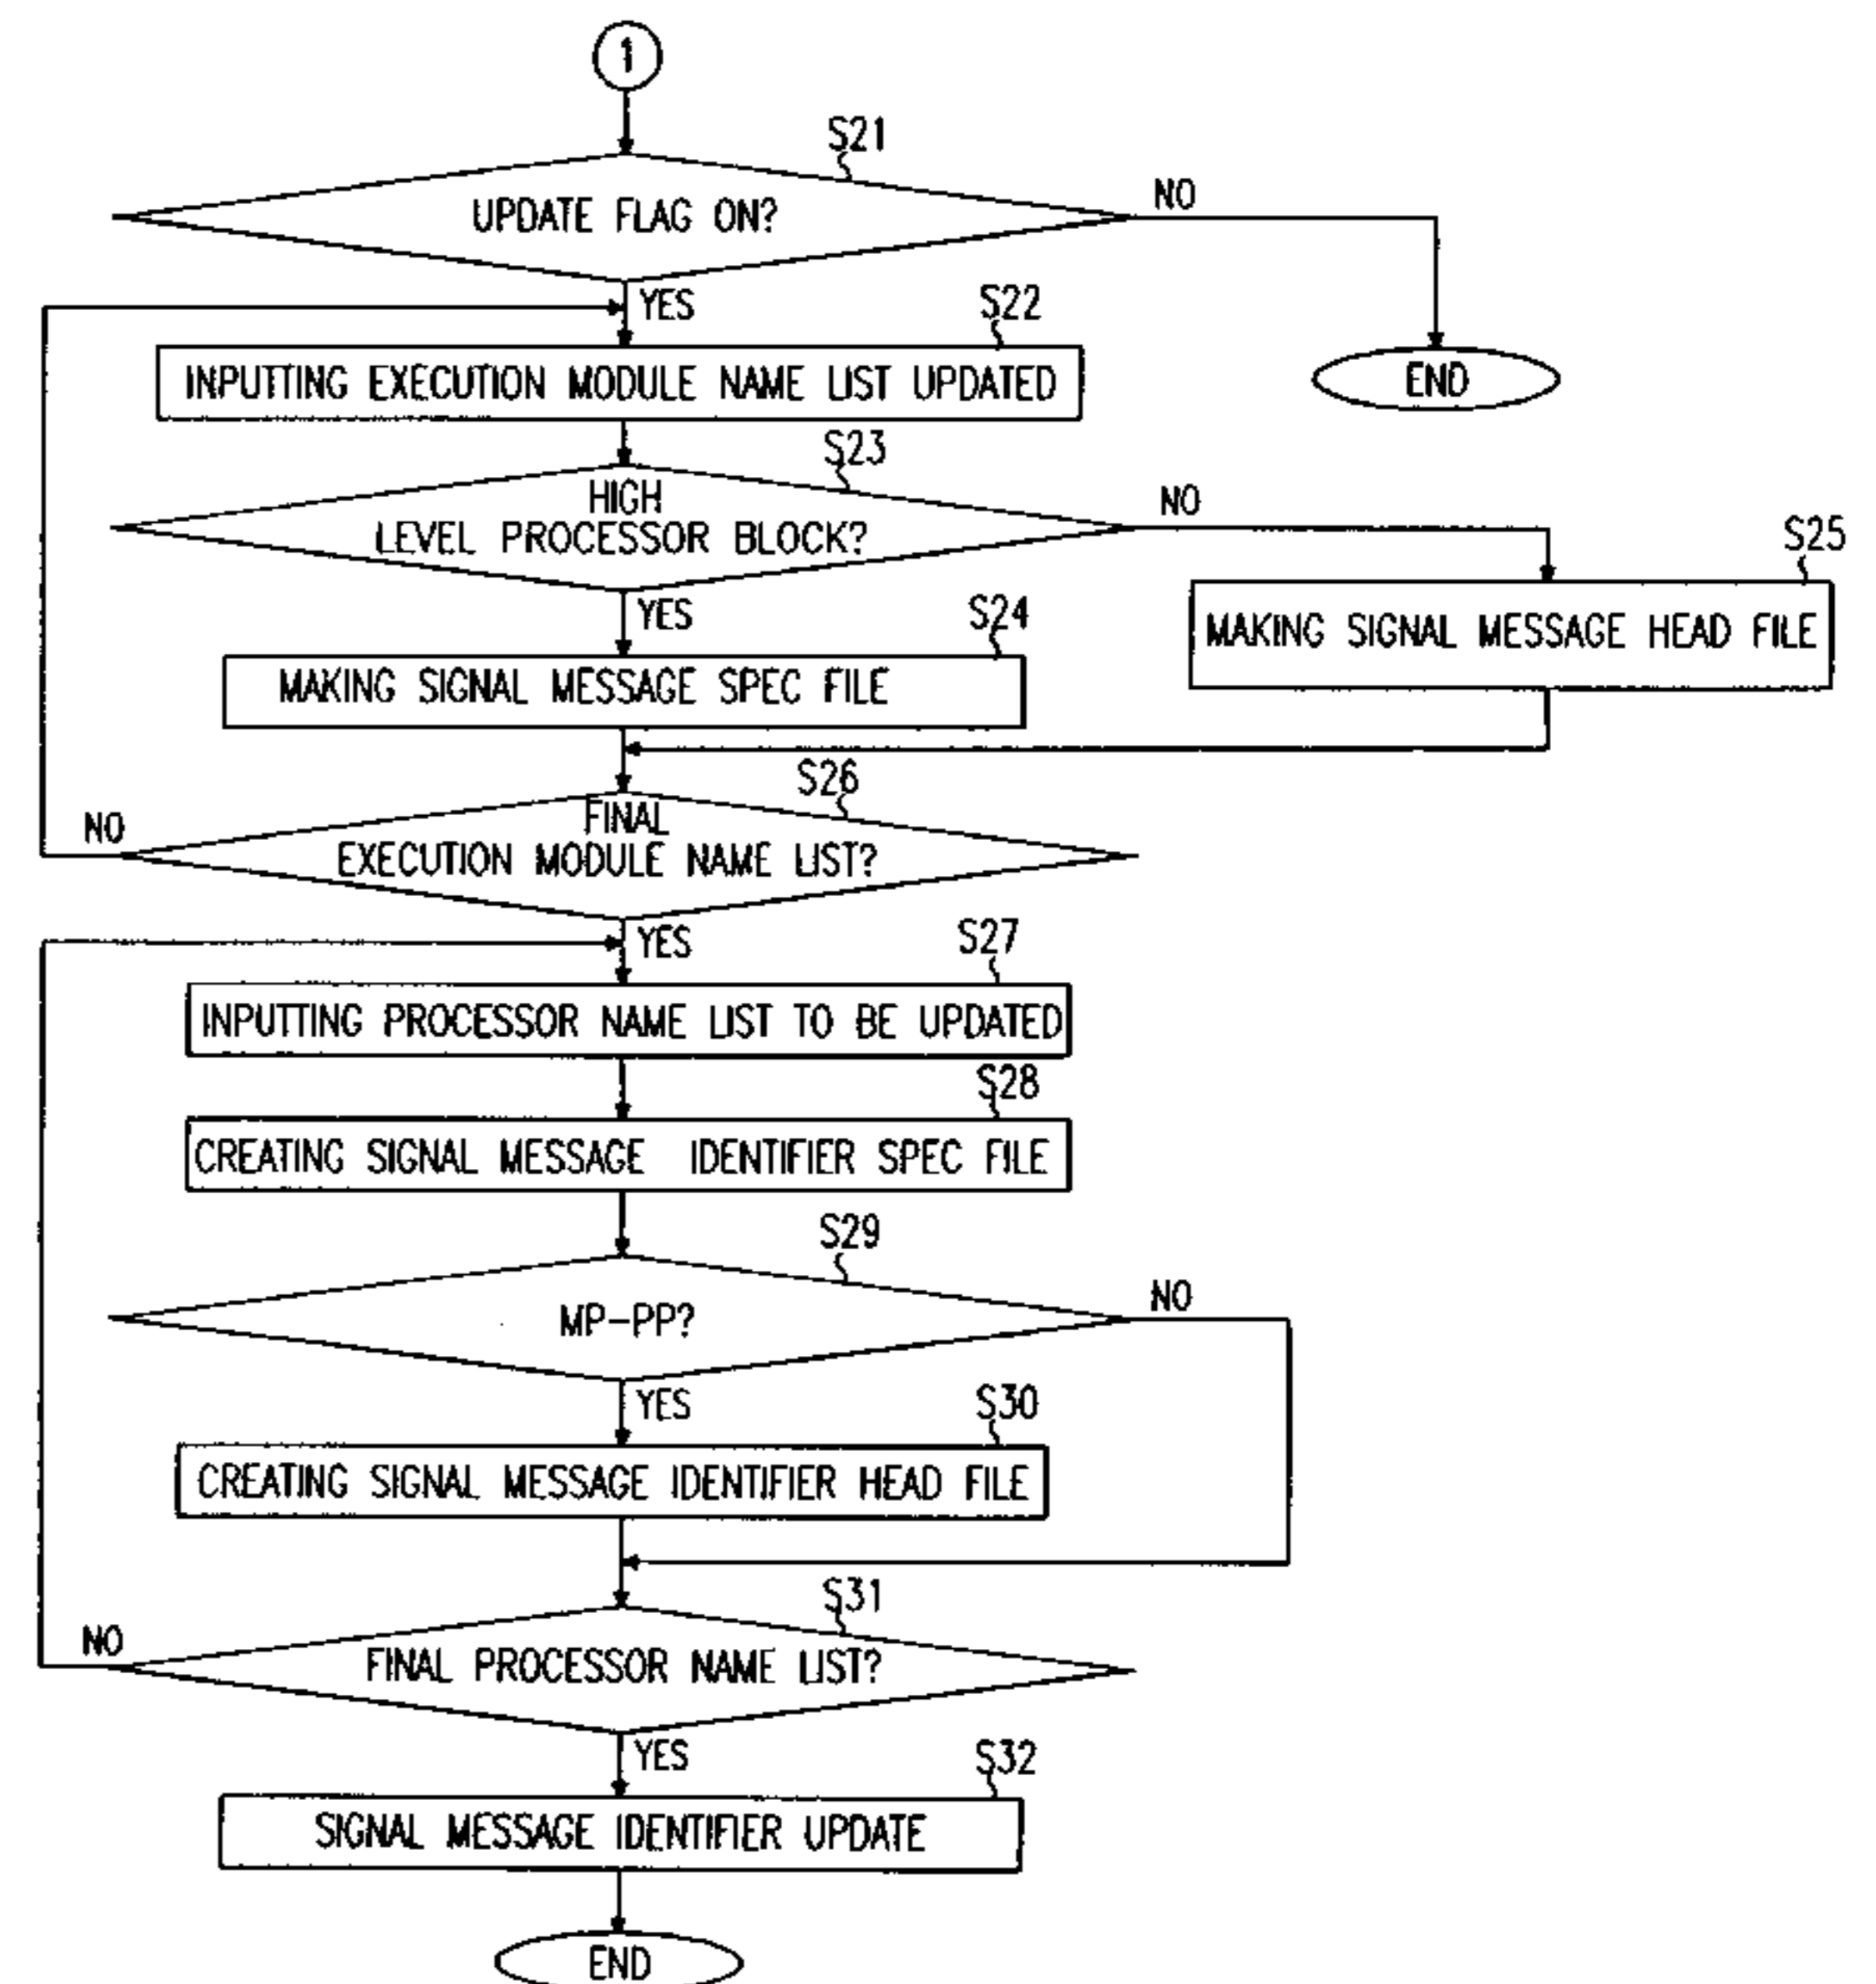 1
S21
UPDATE FLAG ON?
NO
YES
S22
INPUTTING EXECUTION MODULE NAME LIST UPDATED
END
S23
HIGH
LEVEL PROCESSOR BLOCK?
NO
S25
YES
S24
MAKING SIGNAL MESSAGE HEAD FILE
MAKING SIGNAL MESSAGE SPEC FILE
S26
NO
FINAL
EXECUTION MODULE NAME LIST?
YES
S27
INPUTTING PROCESSOR NAME LIST TO BE UPDATED
S28
CREATING SIGNAL MESSAGE IDENTIFIER SPEC FILE
S29
NO
MP-PP?
YES
S30
CREATING SIGNAL MESSAGE IDENTIFIER HEAD FILE
S31
NO
FINAL PROCESSOR NAME LIST?
YES
S32
SIGNAL MESSAGE IDENTIFIER UPDATE
END